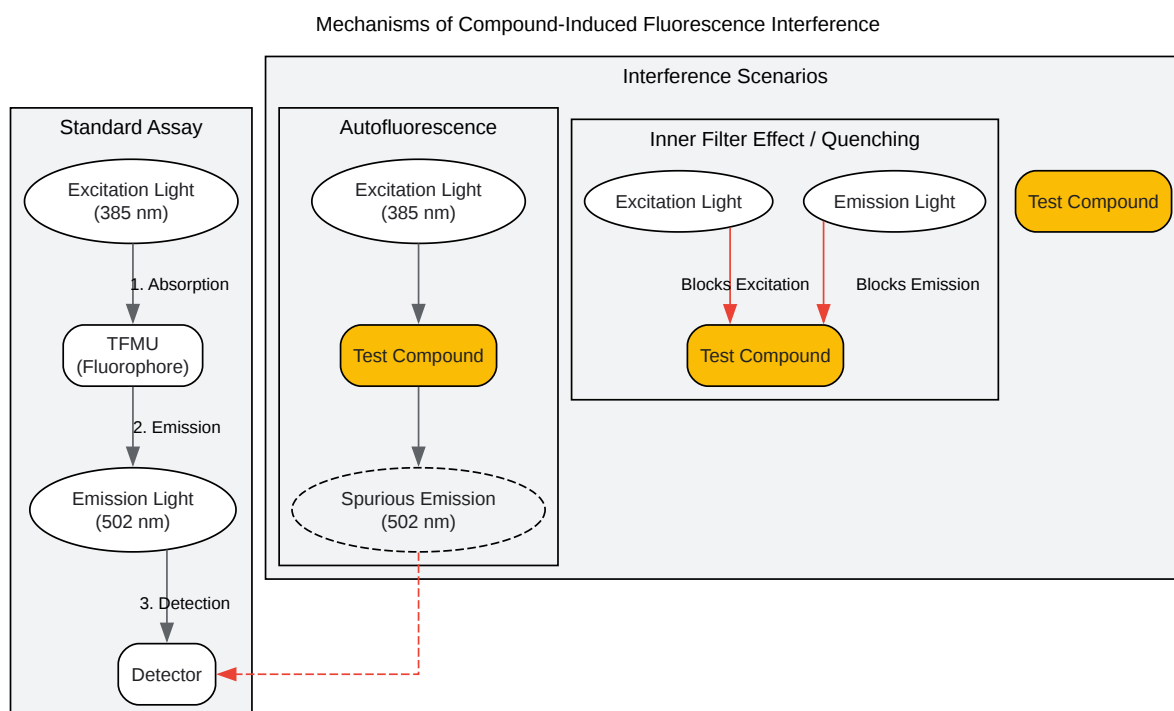 Mechanisms of Compound-Induced Fluorescence Interference
Standard Assay
Excitation Light
(385 nm)
1. Absorption
TFMU
(Fluorophore)
2. Emission
Emission Light
(502 nm)
3. Detection
Detector
Interference Scenarios
Autofluorescence
Excitation Light
(385 nm)
Test Compound
Spurious Emission
(502 nm)
Inner Filter Effect / Quenching
Excitation Light
Emission Light
Blocks Excitation
Blocks Emission
Test Compound
Test Compound